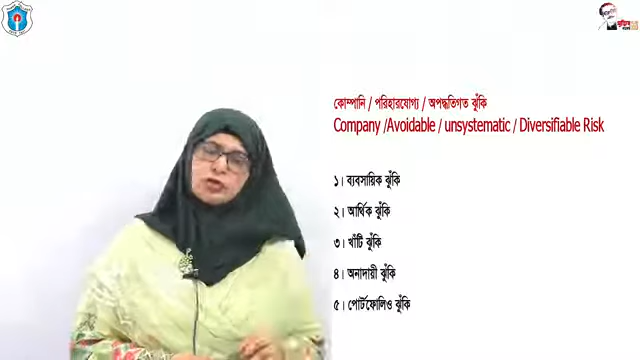 কোম্পানি / পরিহারযোগ্য / অপদ্ধতিগত ঝুঁকি
Company /Avoidable / unsystematic / Diversifiable Risk
১। ব্যবসায়িক ঝুঁকি
২। আর্থিক ঝুঁকি
৩। খাঁটি ঝুঁকি
৪। অনাদায়ী ঝুঁকি
৫। পোর্টফোলিও ঝুঁকি